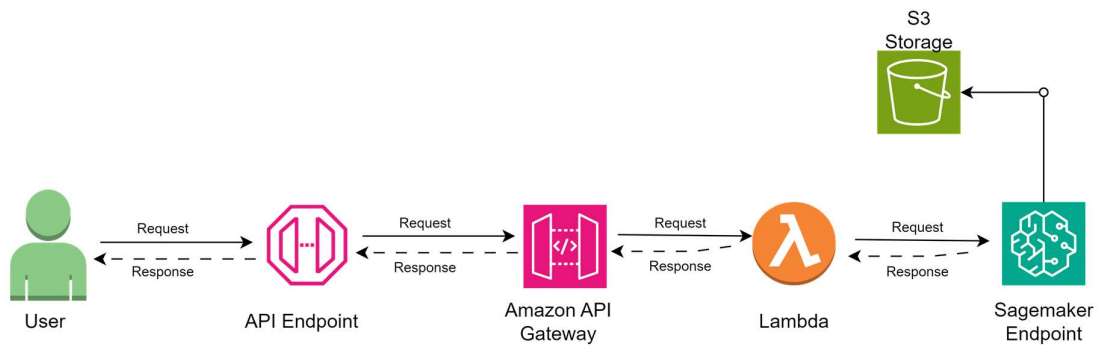 S3
Storage
Request
Response
Request
Response
Request
Response
Request
Response
</>
User
API Endpoint
Amazon API
Gateway
Lambda
Sagemaker
Endpoint